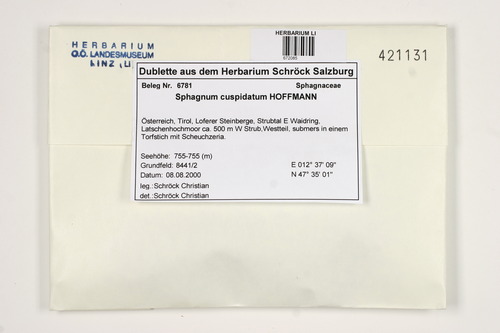 HERBARIUM
O.Ö. LANDESMUSEUM
LINZ (LI)
HERBARIUM LI
421131
Dublette aus dem Herbarium Schröck Salzburg
Beleg Nr. 6781 Sphagnaceae
Sphagnum cuspidatum HOFFMANN
Österreich, Tirol, Loferer Steinberge, Strubtal E Waidring,
Latschenhochmoor ca. 500 m W Strub,Westteil, submers in einem
Torfstich mit Scheuchzeria.
Seehöhe: 755-755 (m)
Grundfeld: 8441/2 E 012° 37' 09"
Datum: 08.08.2000 N 47° 35' 01"
leg.:Schröck Christian
det.:Schröck Christian